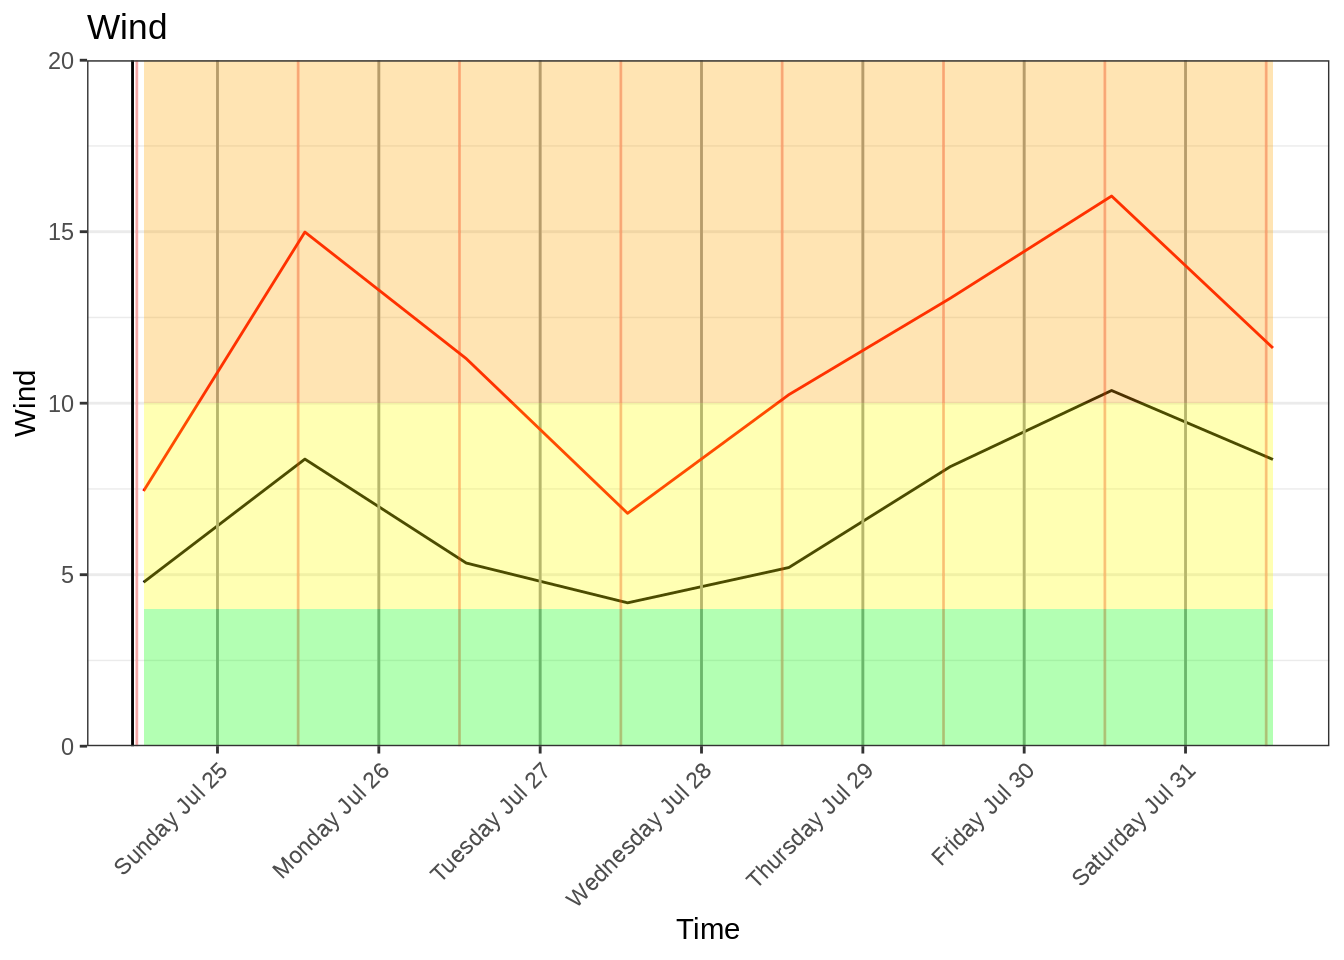 Wind
20
15
10
5
0
Wind
Sunday Jul 25
Monday Jul 26
Tuesday Jul 27
Wednesday Jul 28
Thursday Jul 29
Friday Jul 30
Saturday Jul 31
Time